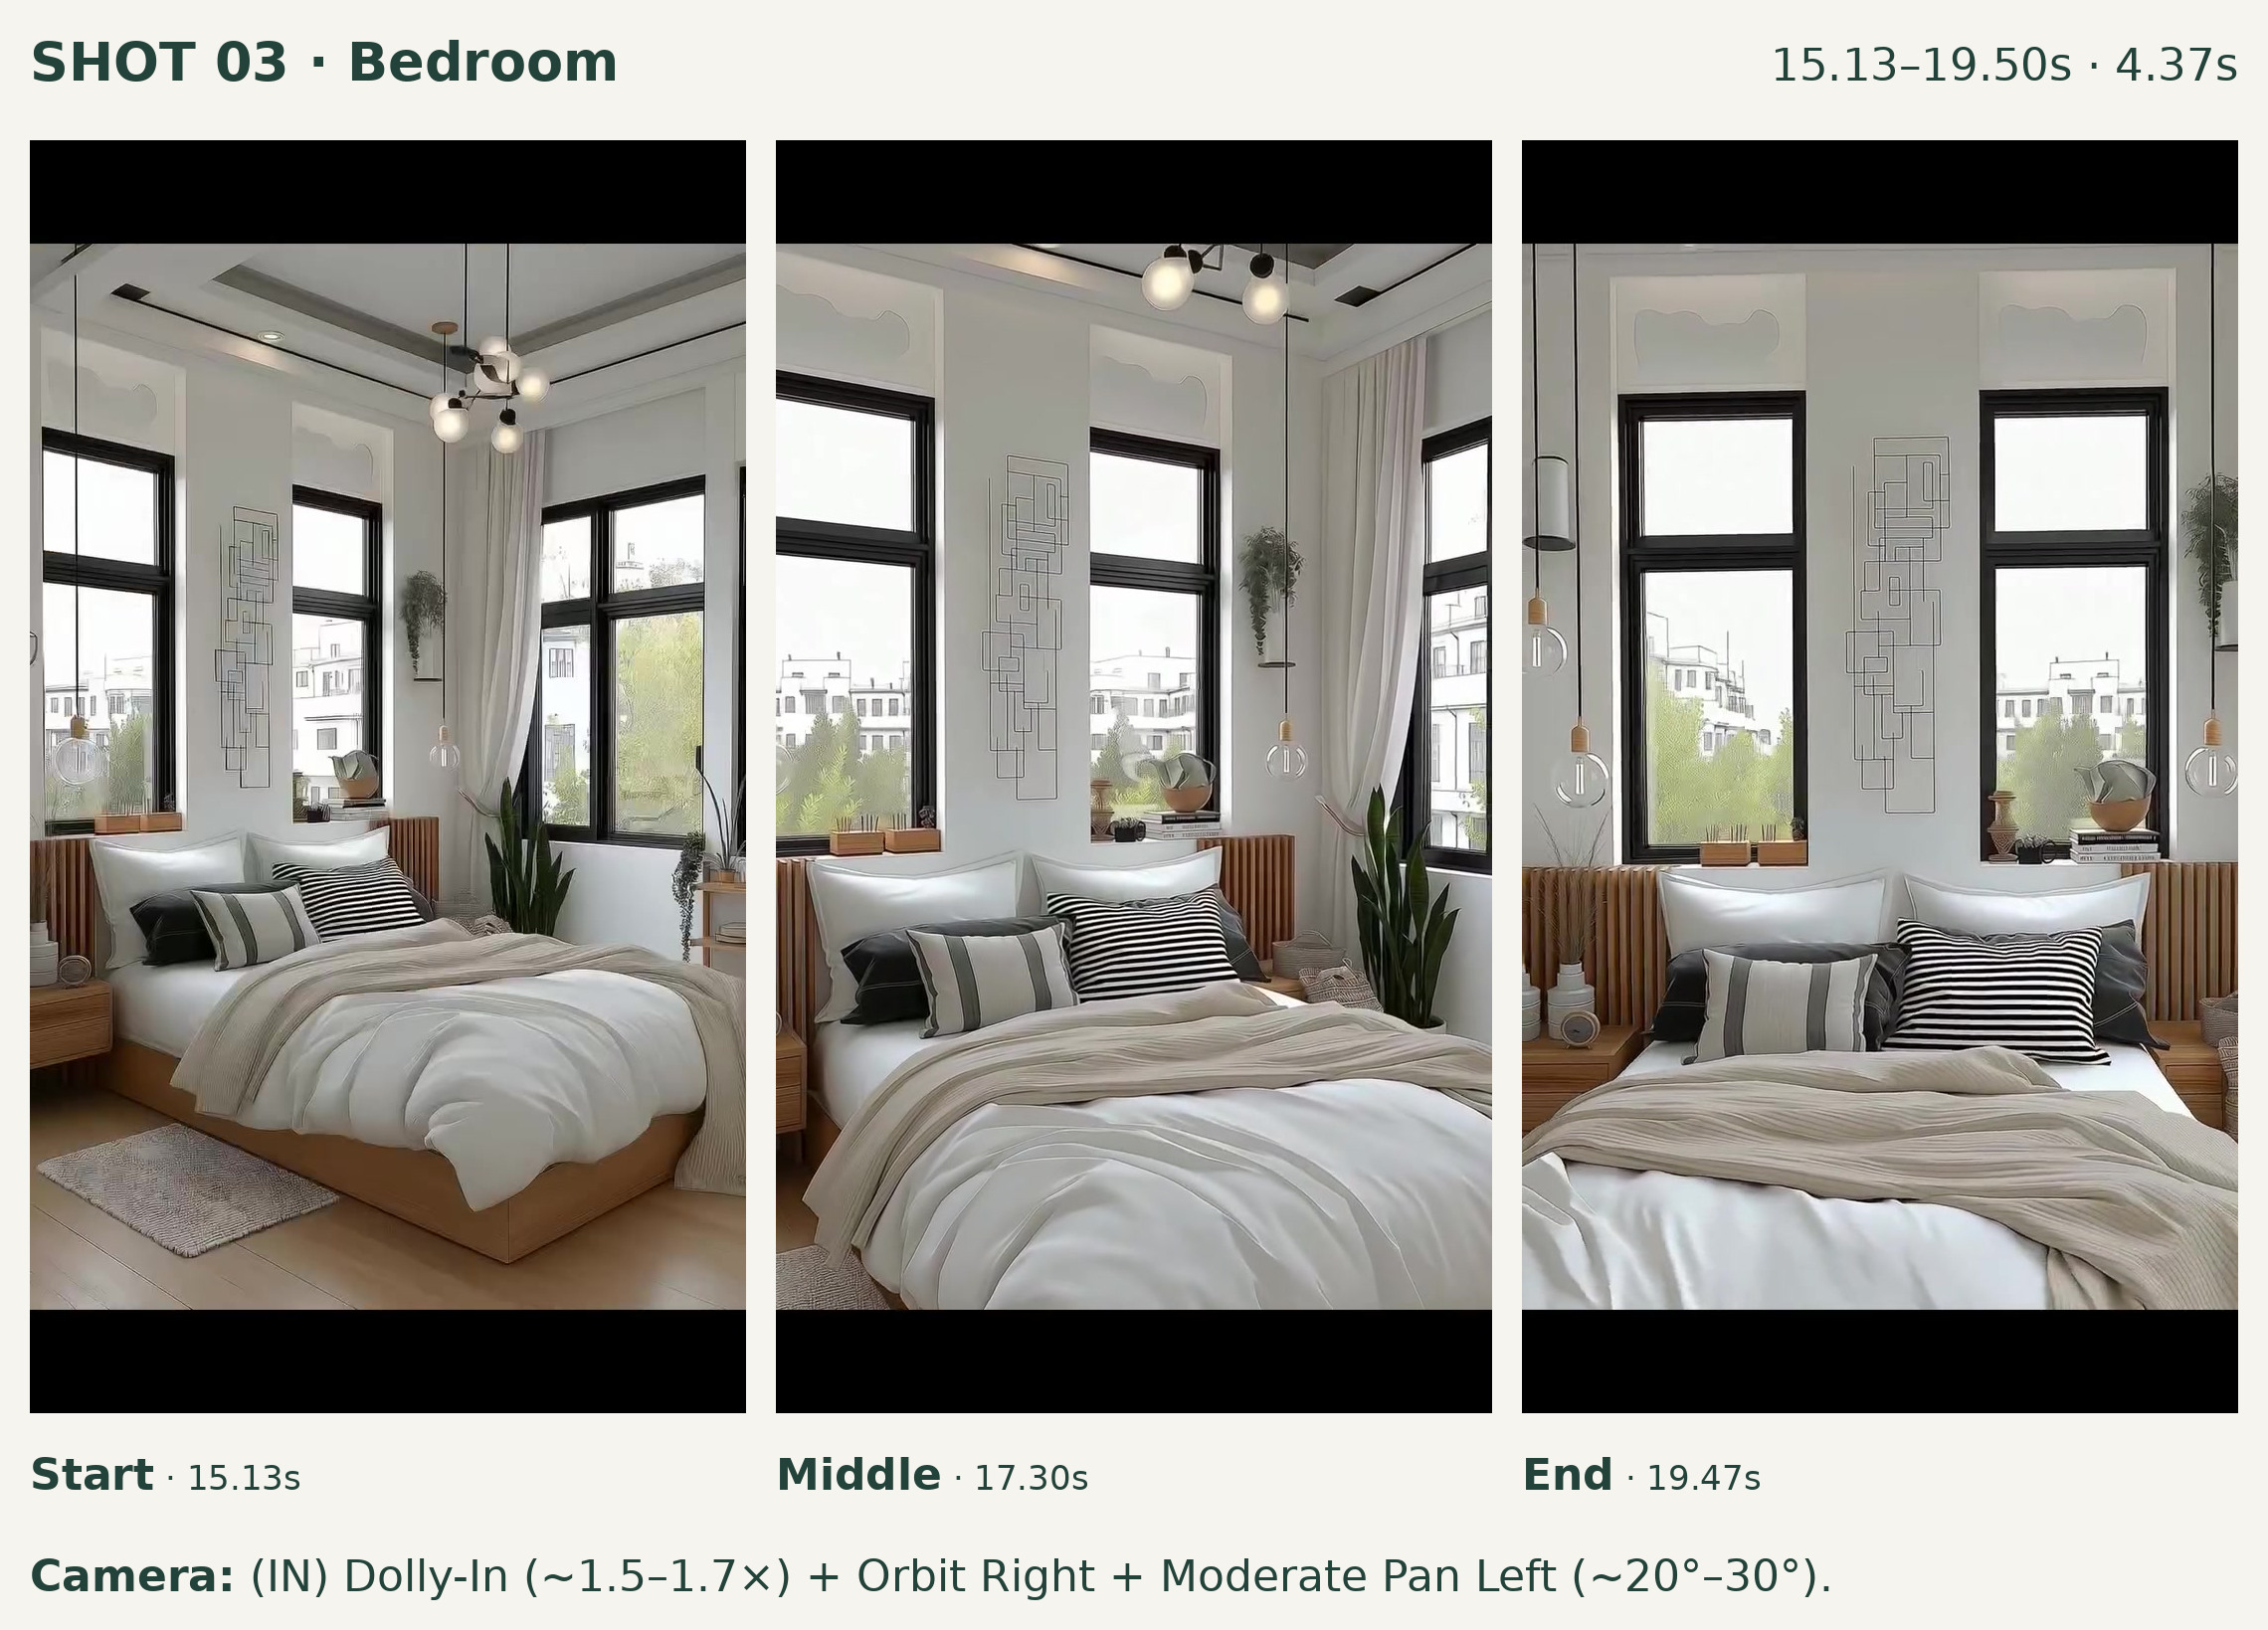 SHOT 03 · Bedroom
15.13–19.50s · 4.37s
Start · 15.13s
Middle · 17.30s
End · 19.47s
Camera: (IN) Dolly-In (~1.5–1.7×) + Orbit Right + Moderate Pan Left (~20°–30°).